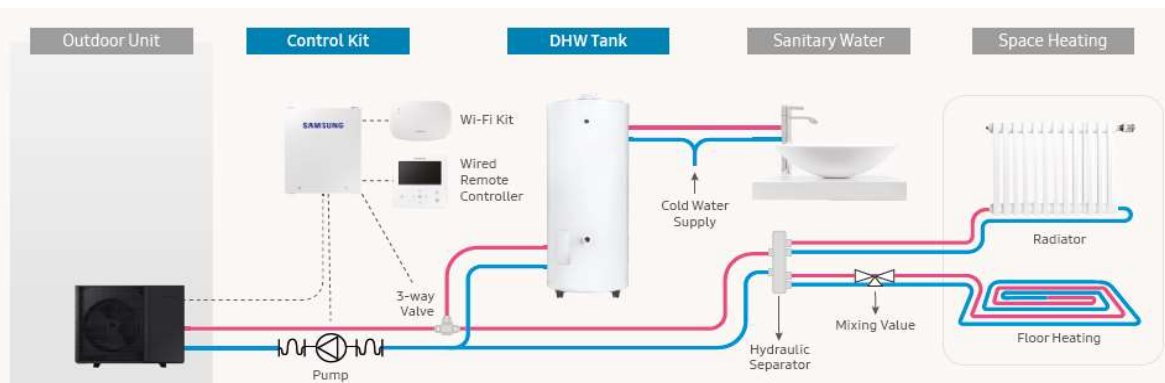 Outdoor Unit
Control Kit
DHW Tank
Sanitary Water
Space Heating
SAMSUNG
Wi-Fi Kit
Wired
Remote
Controller
Cold Water
Supply
Radiator
3-way
Valve
Mixing Value
Floor Heating
Hydraulic
Separator
Pump